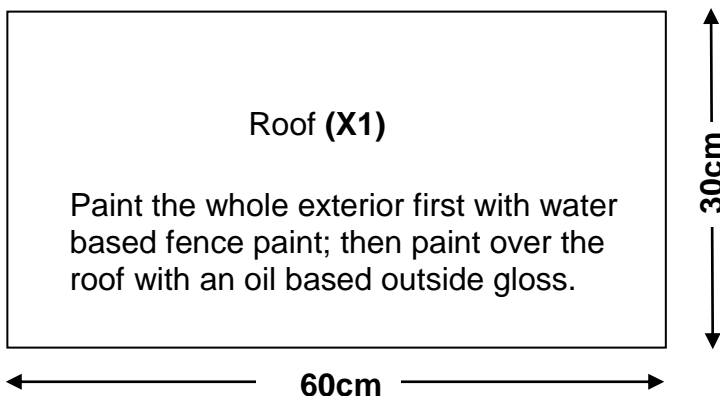 Roof (X1)
Paint the whole exterior first with water
based fence paint; then paint over the
roof with an oil based outside gloss.
30cm
60cm